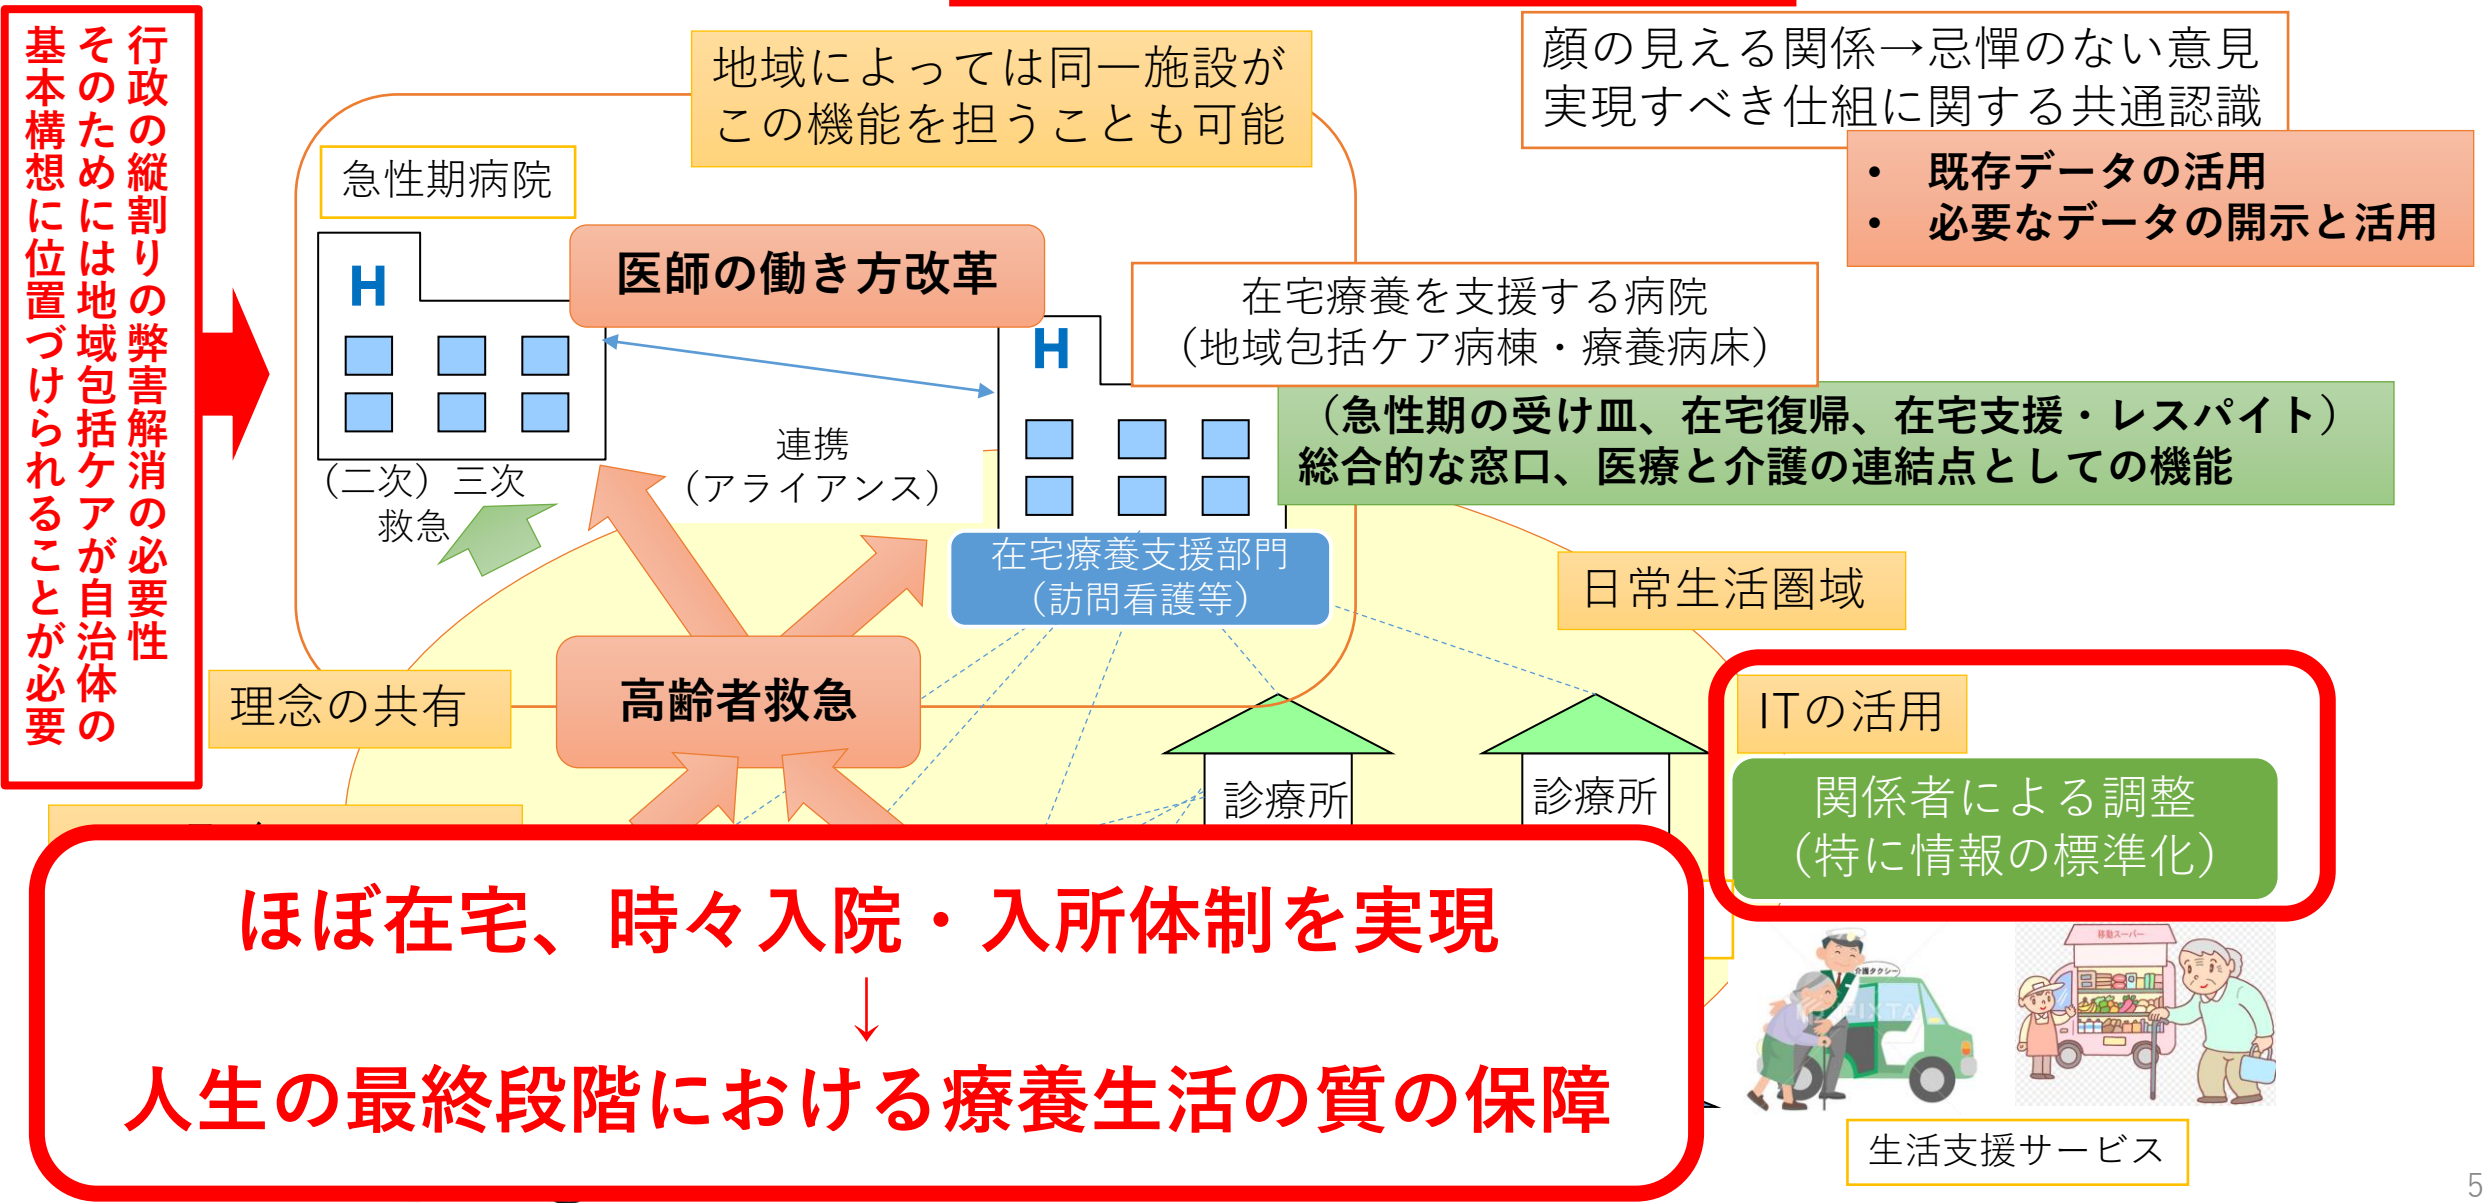 行政の縦割りの弊害解消の必要性
そのためには地域包括ケアが自治体の
基本構想に位置づけられることが必要
地域によっては同一施設が
この機能を担うことも可能
顔の見える関係→忌憚のない意見
実現すべき仕組に関する共通認識
• 既存データの活用
• 必要なデータの開示と活用
急性期病院
H
医師の働き方改革
H
在宅療養を支援する病院
（地域包括ケア病棟・療養病床）
（急性期の受け皿、在宅復帰、在宅支援・レスパイト）
総合的な窓口、医療と介護の連結点としての機能
連携
（アライアンス）
（二次）三次
救急
在宅療養支援部門
（訪問看護等）
日常生活圏域
理念の共有
高齢者救急
ITの活用
関係者による調整
（特に情報の標準化）
診療所
診療所
ほぼ在宅、時々入院・入所体制を実現
↓
人生の最終段階における療養生活の質の保障
介護タクシー
移動スーパー
PIXTA
生活支援サービス
5